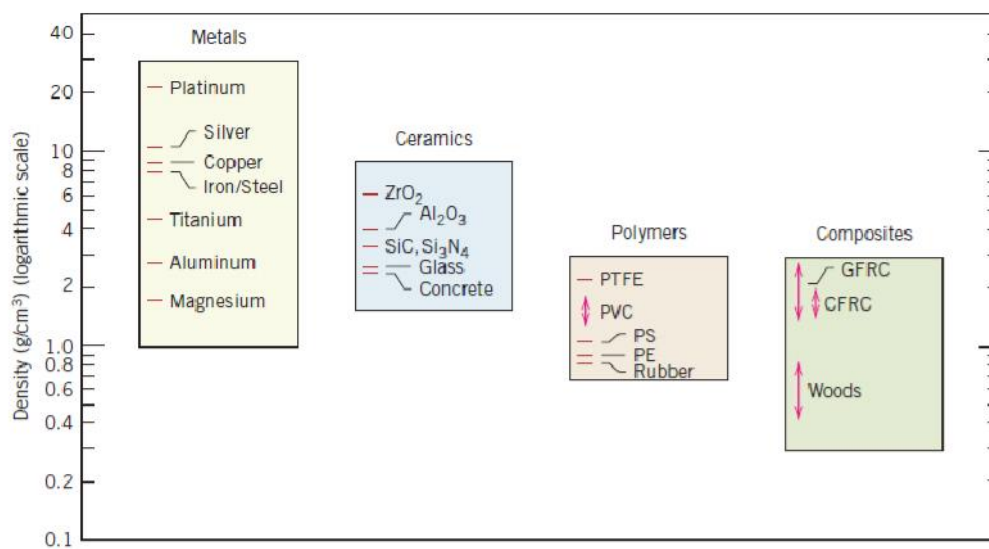 Density (g/cm³) (logarithmic scale)
40
20
10
8
6
4
2
1.0
0.8
0.6
0.4
0.2
0.1
Metals
Platinum
Silver
Copper
Iron/Steel
Titanium
Aluminum
Magnesium
Ceramics
ZrO₂
Al₂O₃
SiC, Si₃N₄
Glass
Concrete
Polymers
PTFE
PVC
PS
PE
Rubber
Composites
GFRC
CFRC
Woods